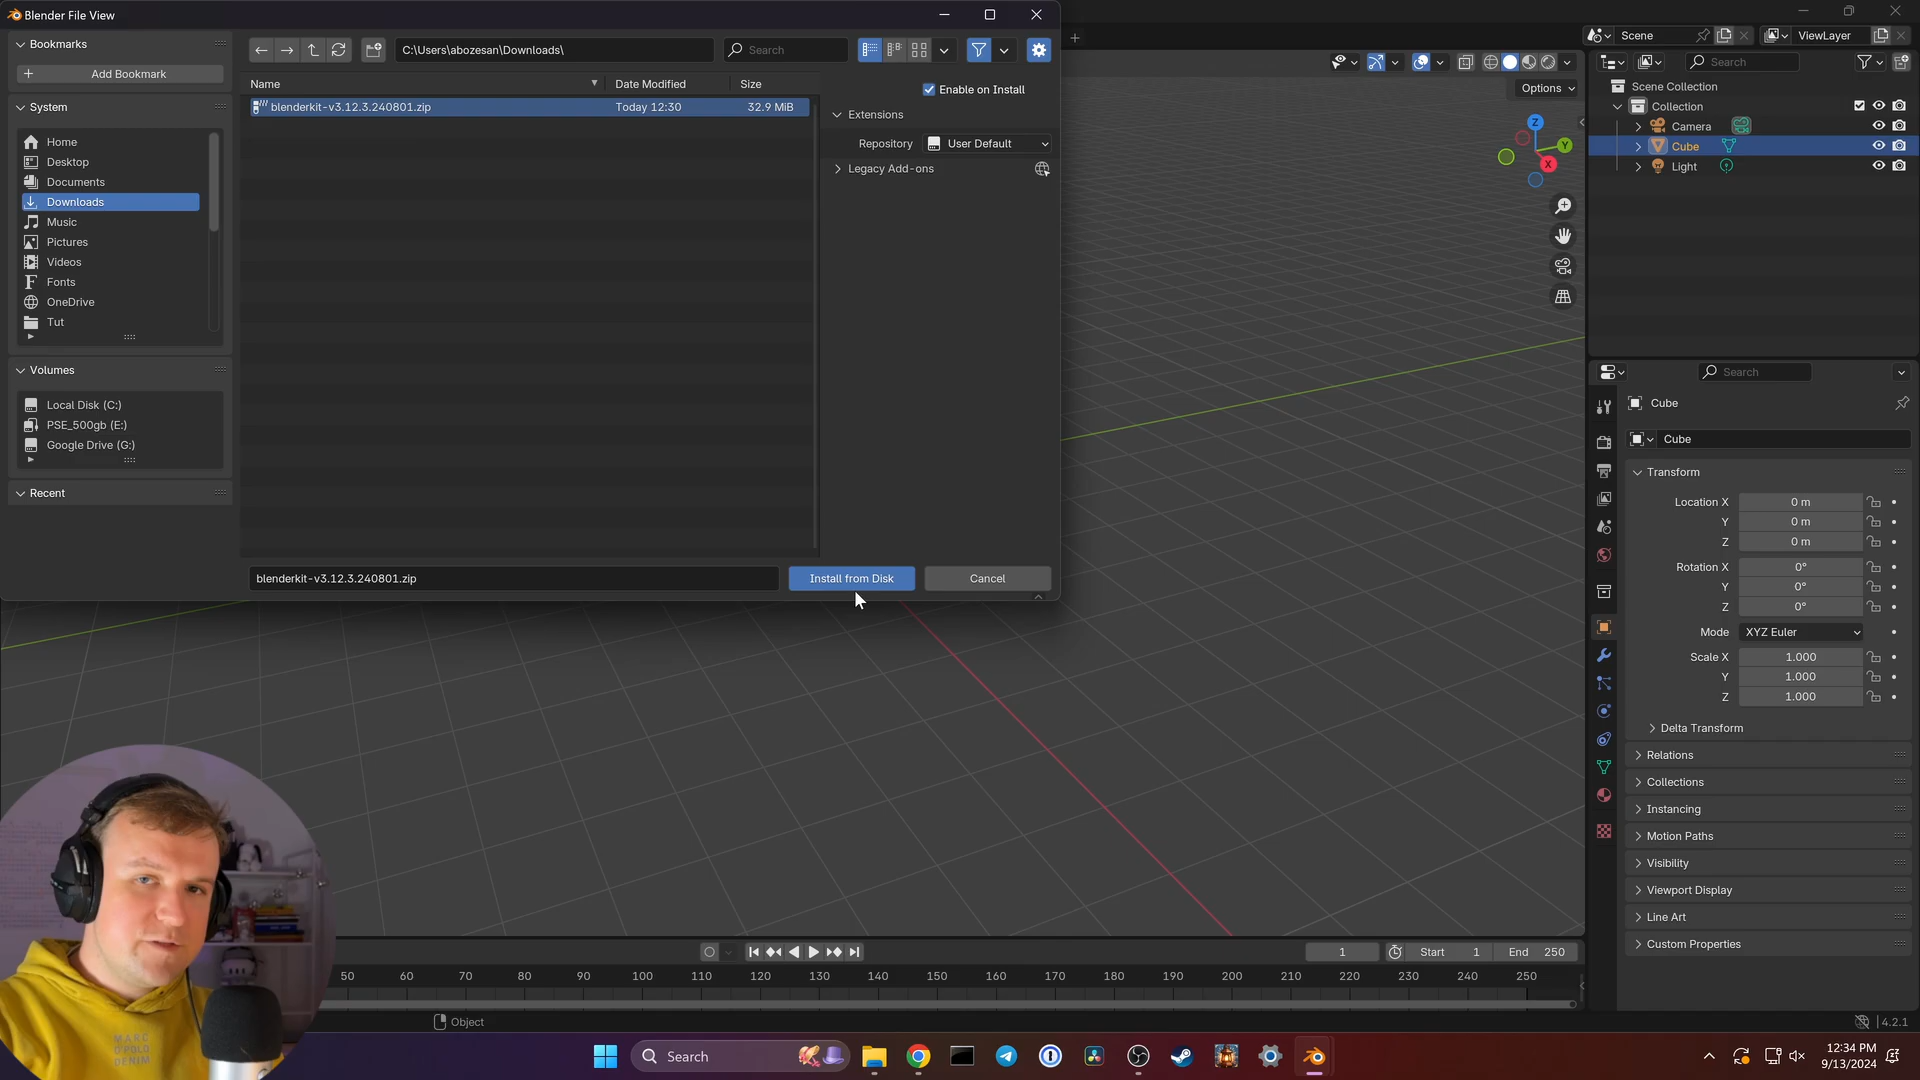 Blender File View
Bookmarks
Add Bookmark
System
Home
Desktop
Documents
Downloads
Music
Pictures
Videos
Fonts
OneDrive
Tut
Volumes
Local Disk (C:)
PSE_500gb (E:)
Google Drive (G:)
Recent
C:\Users\abozesan\Downloads\
Search
Name Date Modified Size
blenderkit-v3.12.3.240801.zip Today 12:30 32.9 MiB
Enable on Install
Extensions
Repository User Default
Legacy Add-ons
blenderkit-v3.12.3.240801.zip
Install from Disk
Cancel
Options
Z
Y
X
Scene
ViewLayer
Search
Scene Collection
Collection
Camera
Cube
Light
Search
Cube
Cube
Transform
Location X 0 m
Y 0 m
Z 0 m
Rotation X 0°
Y 0°
Z 0°
Mode XYZ Euler
Scale X 1.000
Y 1.000
Z 1.000
Delta Transform
Relations
Collections
Instancing
Motion Paths
Visibility
Viewport Display
Line Art
Custom Properties
1 Start 1 End 250
50 60 70 80 90 100 110 120 130 140 150 160 170 180 190 200 210 220 230 240 250
Object
4.2.1
MARC
O'POLO
DENIM
Search
12:34 PM
9/13/2024